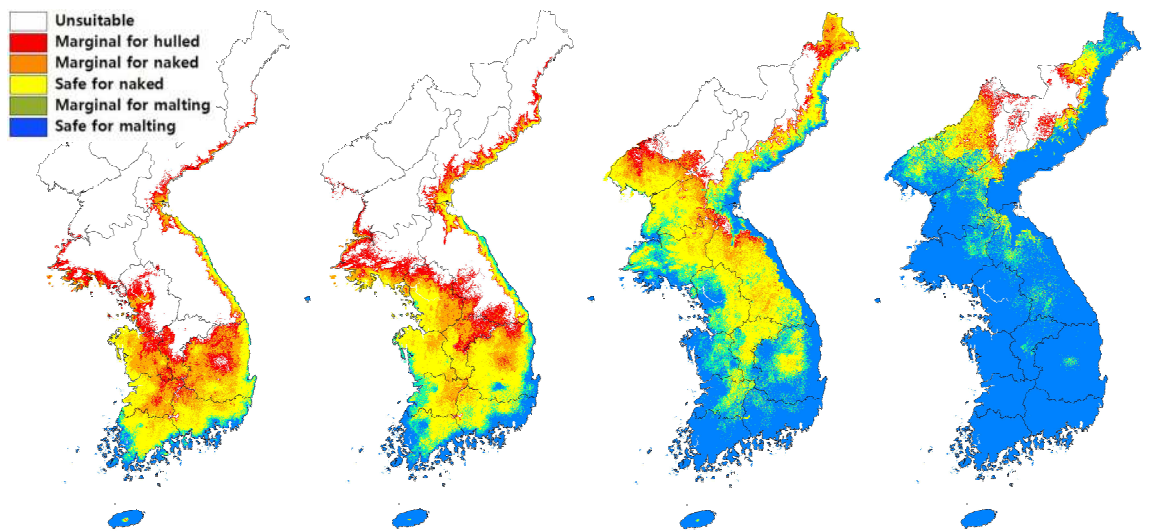 Unsuitable
Marginal for hulled
Marginal for naked
Safe for naked
Marginal for malting
Safe for malting